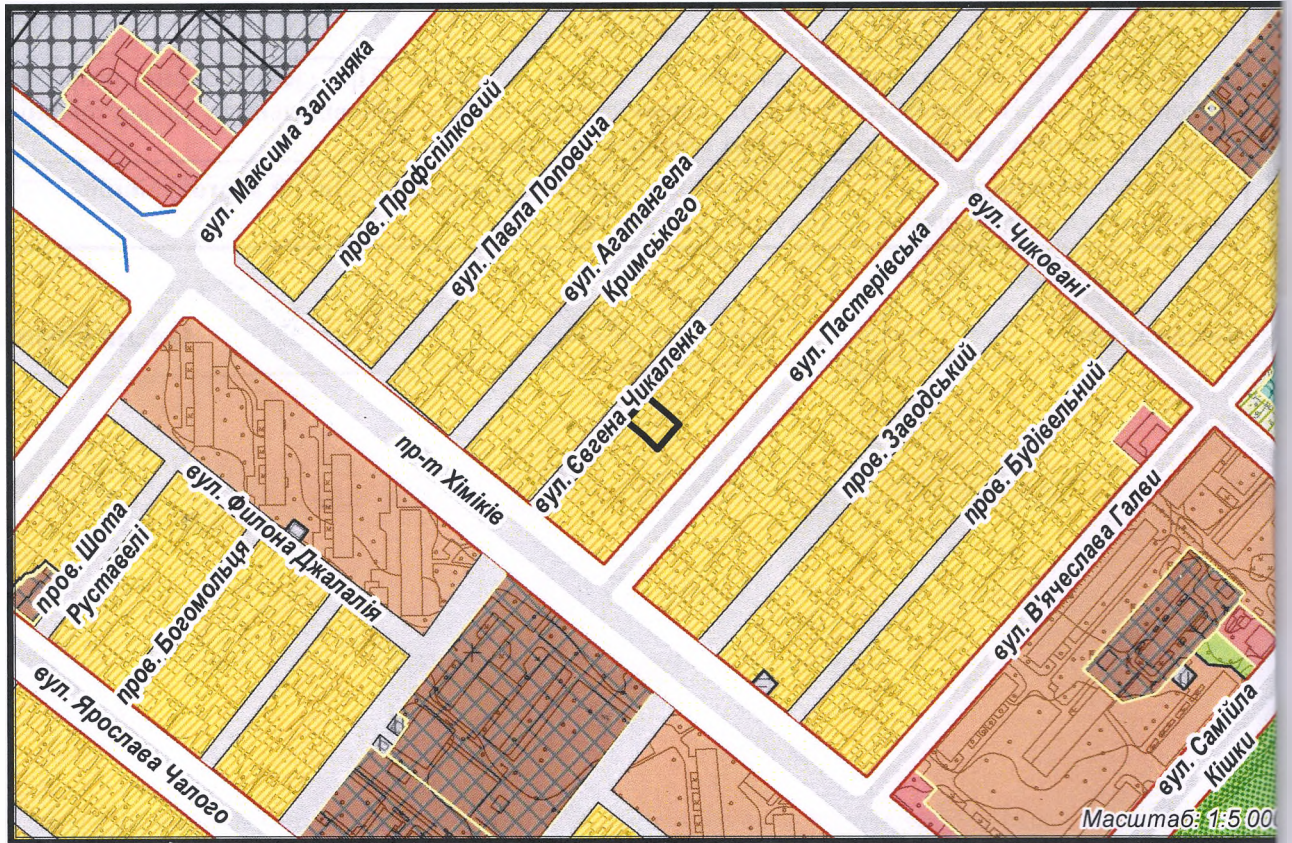 вул. Максима Залізняка
пров. Профспілковий
вул. Павла Поповича
вул. Агатангела
Кримського
вул. Євгена Чикаленка
вул. Пастерівська
вул. Чиковані
пров. Заводський
пров. Будівельний
вул. В'ячеслава Галви
пр-т Хіміків
вул. Филона Джалалія
пров. Шота
Руставелі
пров. Богомольця
вул. Ярослава Чалого
вул. Самійла
Кішки
Масштаб: 1:5 000